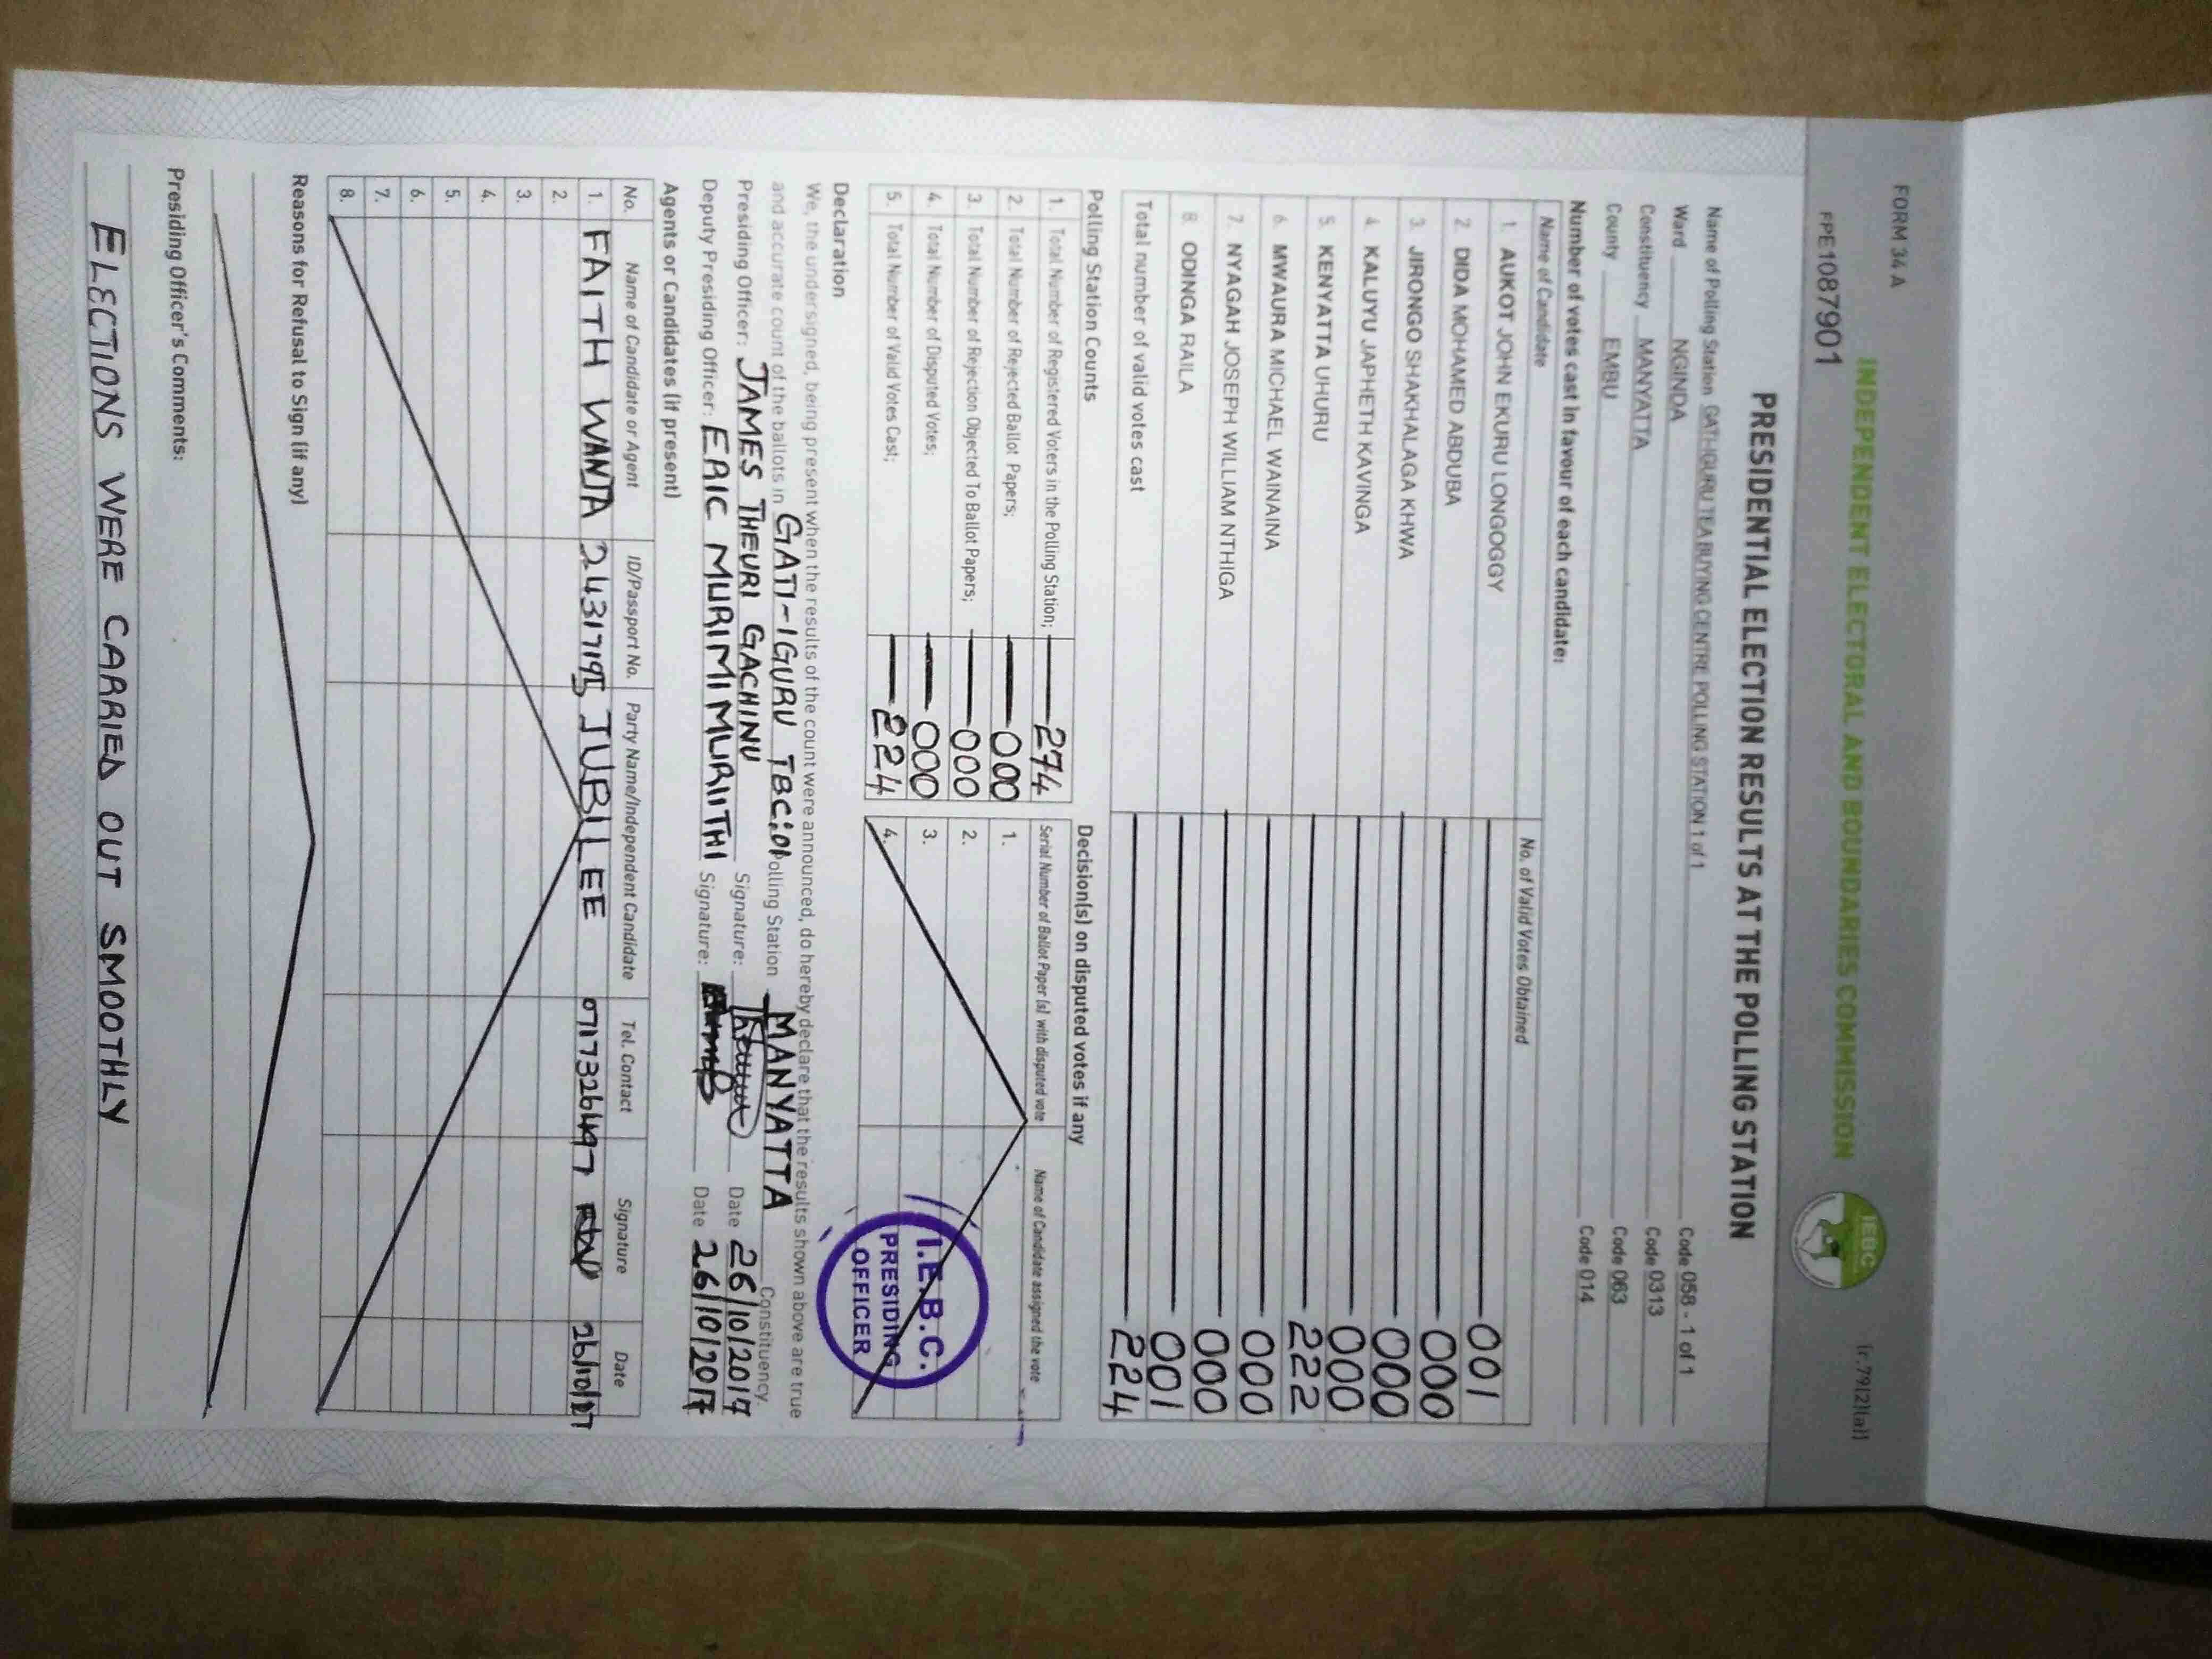 FORM 34 A
INDEPENDENT ELECTORAL AND BOUNDARIES COMMISSION
IEBC
(r.79(2)(a))
FPE1087901
PRESIDENTIAL ELECTION RESULTS AT THE POLLING STATION
Name of Polling Station GATI-IGURU TEA BUYING CENTRE POLLING STATION 1 of 1 Code 058 - 1 of 1
Ward NGINDA Code 0313
Constituency MANYATTA Code 063
County EMBU Code 014
Number of votes cast in favour of each candidate:
Name of Candidate No. of Valid Votes Obtained
1. AUKOT JOHN EKURU LONGOGGY 001
2. DIDA MOHAMED ABDUBA 000
3. JIRONGO SHAKHALAGA KHWA 000
4. KALUYU JAPHETH KAVINGA 000
5. KENYATTA UHURU 222
6. MWAURA MICHAEL WAINAINA 000
7. NYAGAH JOSEPH WILLIAM NTHIGA 000
8. ODINGA RAILA 001
Total number of valid votes cast 224
Polling Station Counts
1. Total Number of Registered Voters in the Polling Station; 274
2. Total Number of Rejected Ballot Papers; 000
3. Total Number of Rejection Objected To Ballot Papers; 000
4. Total Number of Disputed Votes; 000
5. Total Number of Valid Votes Cast; 224
Decision(s) on disputed votes if any
Serial Number of Ballot Paper (s) with disputed vote Name of Candidate assigned the vote
1.
2.
3.
4.
I.E.B.C.
PRESIDING
OFFICER
Declaration
We, the undersigned, being present when the results of the count were announced, do hereby declare that the results shown above are true
and accurate count of the ballots in GATI-IGURU TBC:01 Polling Station MANYATTA Constituency.
Presiding Officer: JAMES THEURI GACHINU Signature: Date 26/10/2017
Deputy Presiding Officer: ERIC MURIMI MURIITHI Signature: Date 26/10/2017
Agents or Candidates (if present)
No. Name of Candidate or Agent ID/Passport No. Party Name/Independent Candidate Tel. Contact Signature Date
1. FAITH WANJA 24317195 JUBILEE 0717326497 26/10/17
2.
3.
4.
5.
6.
7.
8.
Reasons for Refusal to Sign (if any)
Presiding Officer's Comments:
ELECTIONS WERE CARRIED OUT SMOOTHLY